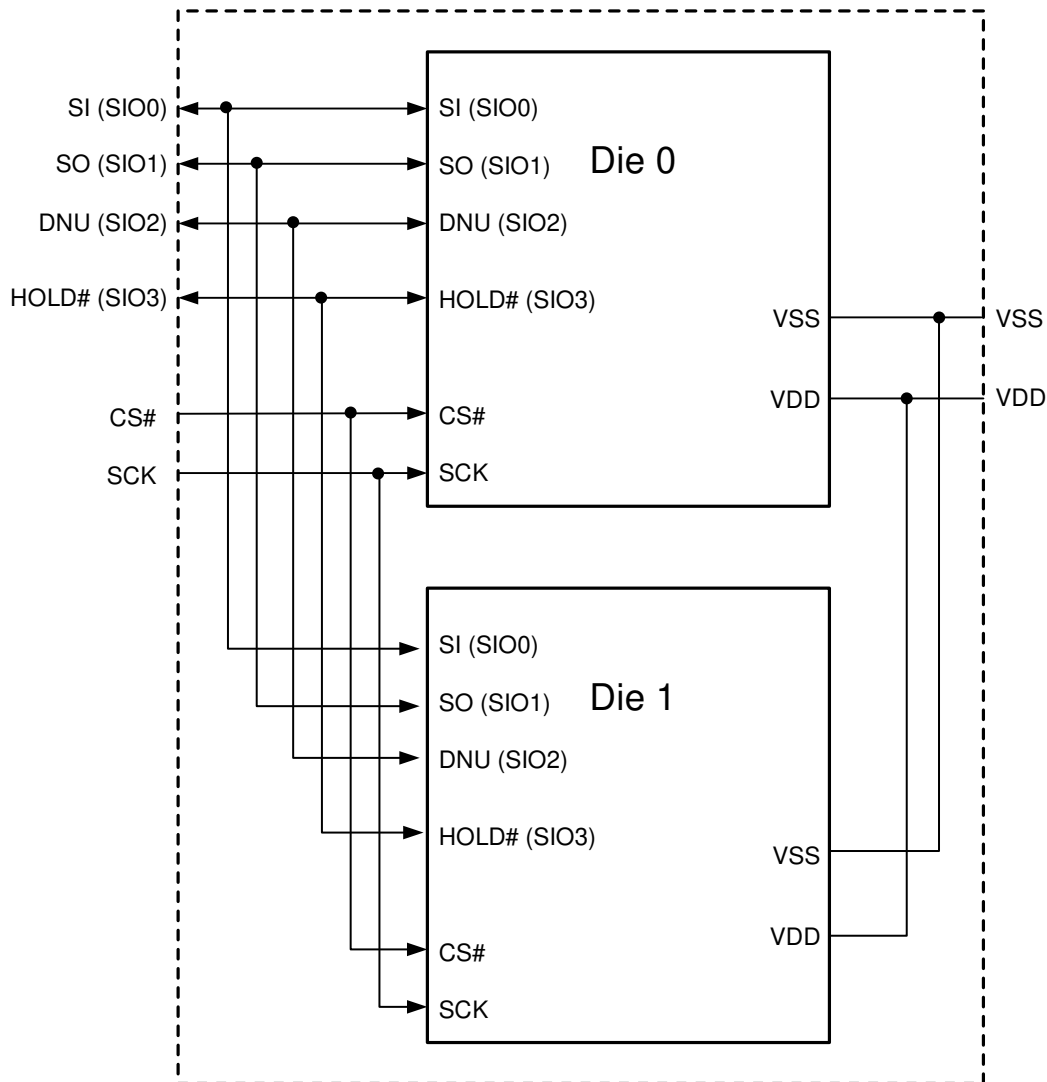 SI (SIO0)
SO (SIO1)
DNU (SIO2)
HOLD# (SIO3)
CS#
SCK
SI (SIO0)
SO (SIO1)
DNU (SIO2)
HOLD# (SIO3)
CS#
SCK
Die 0
VSS
VDD
VSS
VDD
SI (SIO0)
SO (SIO1)
DNU (SIO2)
HOLD# (SIO3)
CS#
SCK
Die 1
VSS
VDD